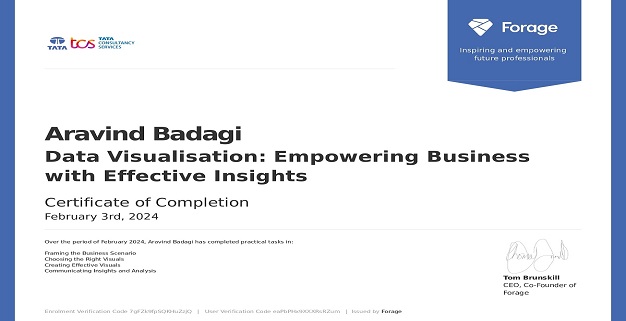 TATA
tcs
TATA
CONSULTANCY
SERVICES
Forage
Inspiring and empowering
future professionals
Aravind Badagi
Data Visualisation: Empowering Business
with Effective Insights
Certificate of Completion
February 3rd, 2024
Over the period of February 2024, Aravind Badagi has completed practical tasks in:
Framing the Business Scenario
Choosing the Right Visuals
Creating Effective Visuals
Communicating Insights and Analysis
Tom Brunskill
CEO, Co-Founder of
Forage
Enrolment Verification Code | User Verification Code | Issued by Forage